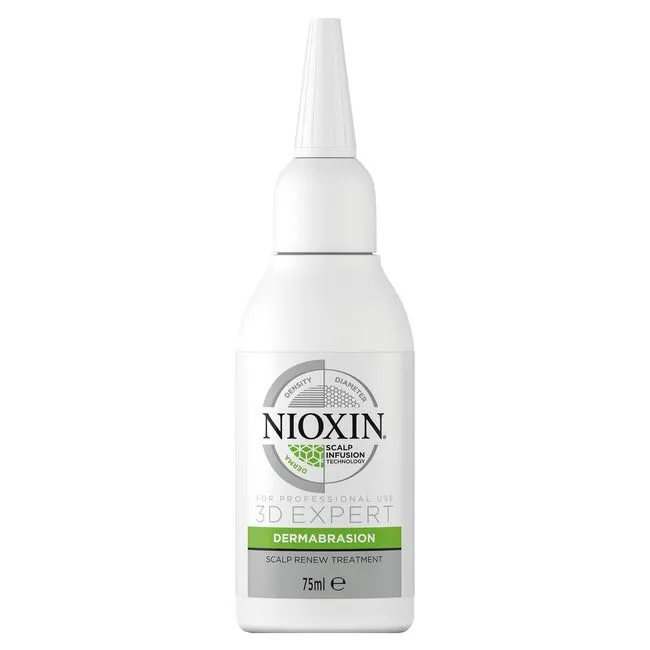 DENSITY
DIAMETER
NIOXIN®
DERMA
SCALP
INFUSION
TECHNOLOGY
FOR PROFESSIONAL USE
3D EXPERT
DERMABRASION
SCALP RENEW TREATMENT
75ml ℮